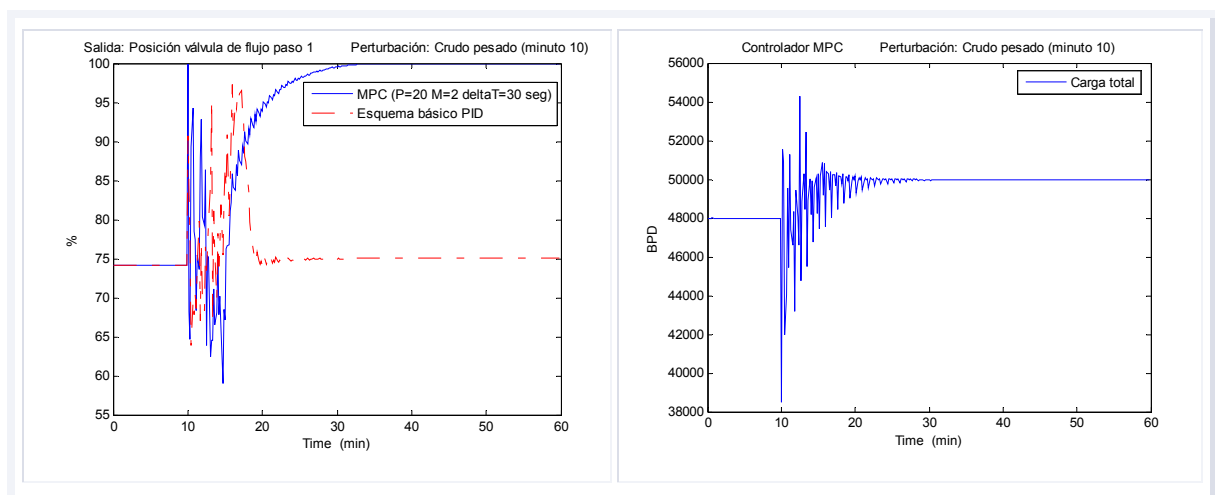 Salida: Posición válvula de flujo paso 1 Perturbación: Crudo pesado (minuto 10)
100
95
90
85
80
75
70
65
60
55
%
MPC (P=20 M=2 deltaT=30 seg)
Esquema básico PID
0 10 20 30 40 50 60
Time (min)
Controlador MPC Perturbación: Crudo pesado (minuto 10)
56000
54000
52000
50000
48000
46000
44000
42000
40000
38000
BPD
Carga total
0 10 20 30 40 50 60
Time (min)